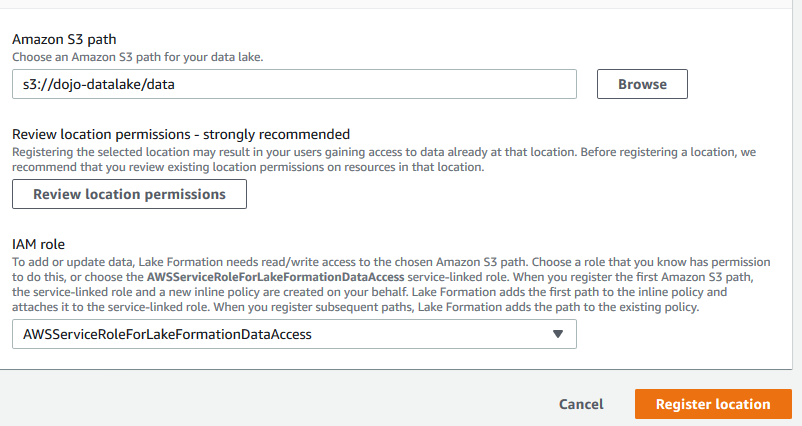 Amazon S3 path
Choose an Amazon S3 path for your data lake.
s3://dojo-datalake/data
Browse
Review location permissions - strongly recommended
Registering the selected location may result in your users gaining access to data already at that location. Before registering a location, we
recommend that you review existing location permissions on resources in that location.
Review location permissions
IAM role
To add or update data, Lake Formation needs read/write access to the chosen Amazon S3 path. Choose a role that you know has permission
to do this, or choose the AWSServiceRoleForLakeFormationDataAccess service-linked role. When you register the first Amazon S3 path,
the service-linked role and a new inline policy are created on your behalf. Lake Formation adds the first path to the inline policy and
attaches it to the service-linked role. When you register subsequent paths, Lake Formation adds the path to the existing policy.
AWSServiceRoleForLakeFormationDataAccess
Cancel
Register location